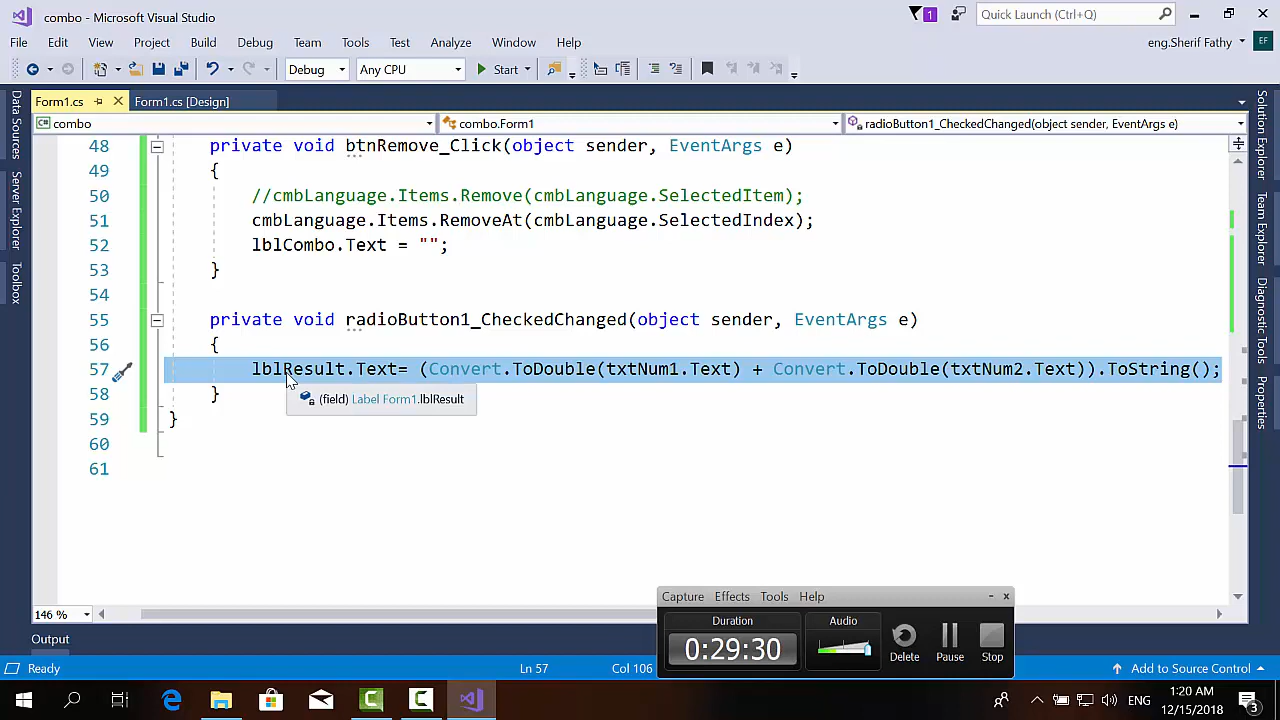 combo - Microsoft Visual Studio
1
Quick Launch (Ctrl+Q)
File Edit View Project Build Debug Team Tools Test Analyze Window Help
eng.Sherif Fathy
EF
Debug Any CPU Start
Form1.cs Form1.cs [Design]
combo combo.Form1 radioButton1_CheckedChanged(object sender, EventArgs e)
Data Sources
Server Explorer
Toolbox
48 private void btnRemove_Click(object sender, EventArgs e)
49 {
50 //cmbLanguage.Items.Remove(cmbLanguage.SelectedItem);
51 cmbLanguage.Items.RemoveAt(cmbLanguage.SelectedIndex);
52 lblCombo.Text = "";
53 }
54
55 private void radioButton1_CheckedChanged(object sender, EventArgs e)
56 {
57 lblResult.Text= (Convert.ToDouble(txtNum1.Text) + Convert.ToDouble(txtNum2.Text)).ToString();
58 }
(field) Label Form1.lblResult
59 }
60
61
Solution Explorer
Team Explorer
Diagnostic Tools
Properties
146 %
Capture Effects Tools Help
Duration
0:29:30
Audio
Delete Pause Stop
Output
Ready Ln 57 Col 106 Add to Source Control
ENG
1:20 AM
12/15/2018
3